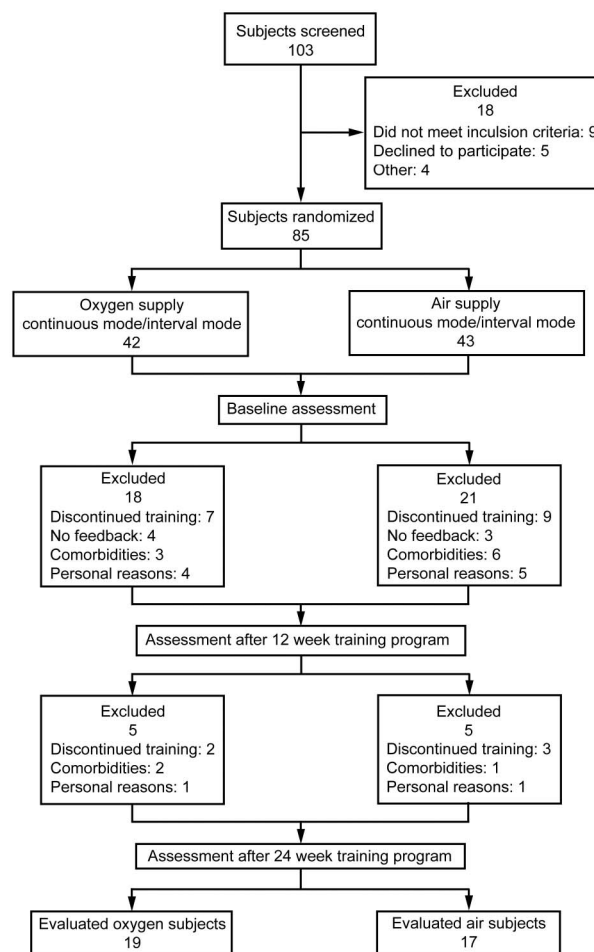 Subjects screened
103
Excluded
18
Did not meet inculsion criteria: 9
Declined to participate: 5
Other: 4
Subjects randomized
85
Oxygen supply
continuous mode/interval mode
42
Air supply
continuous mode/interval mode
43
Baseline assessment
Excluded
18
Discontinued training: 7
No feedback: 4
Comorbidities: 3
Personal reasons: 4
Excluded
21
Discontinued training: 9
No feedback: 3
Comorbidities: 6
Personal reasons: 5
Assessment after 12 week training program
Excluded
5
Discontinued training: 2
Comorbidities: 2
Personal reasons: 1
Excluded
5
Discontinued training: 3
Comorbidities: 1
Personal reasons: 1
Assessment after 24 week training program
Evaluated oxygen subjects
19
Evaluated air subjects
17